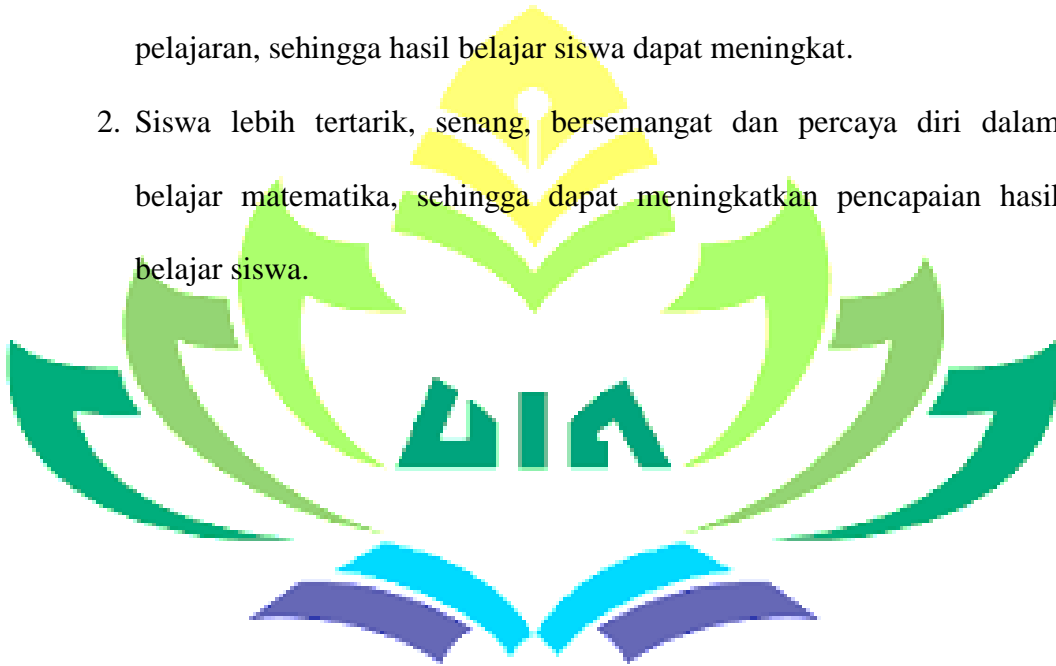 pelajaran, sehingga hasil belajar siswa dapat meningkat.
2. Siswa lebih tertarik, senang, bersemangat dan percaya diri dalam
belajar matematika, sehingga dapat meningkatkan pencapaian hasil
belajar siswa.